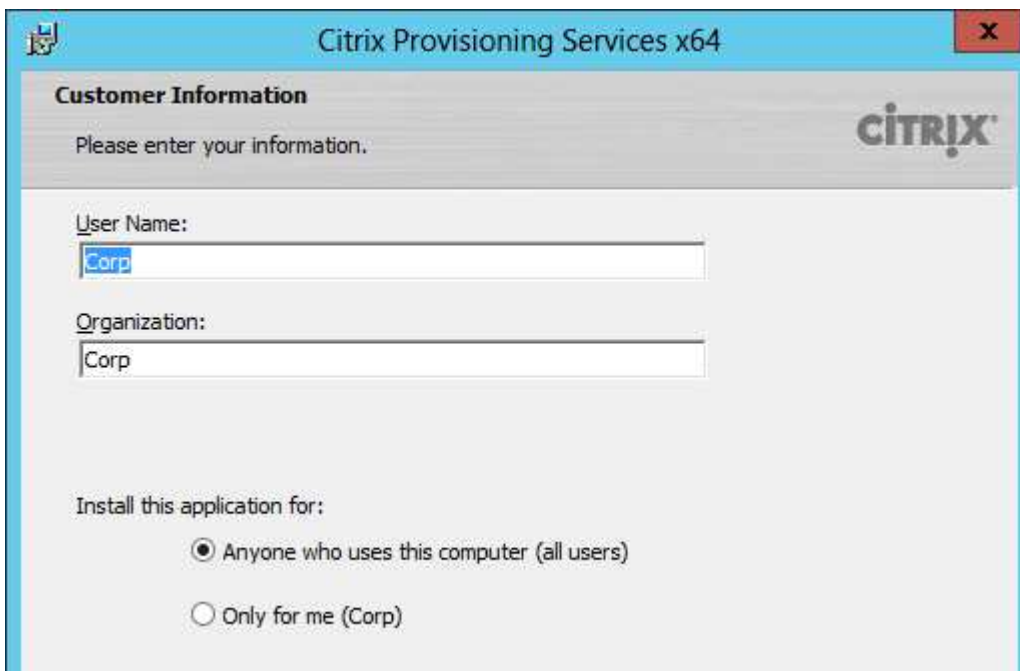 Citrix Provisioning Services x64
x
Customer Information
Please enter your information.
CITRIX
User Name:
Corp
Organization:
Corp
Install this application for:
Anyone who uses this computer (all users)
Only for me (Corp)